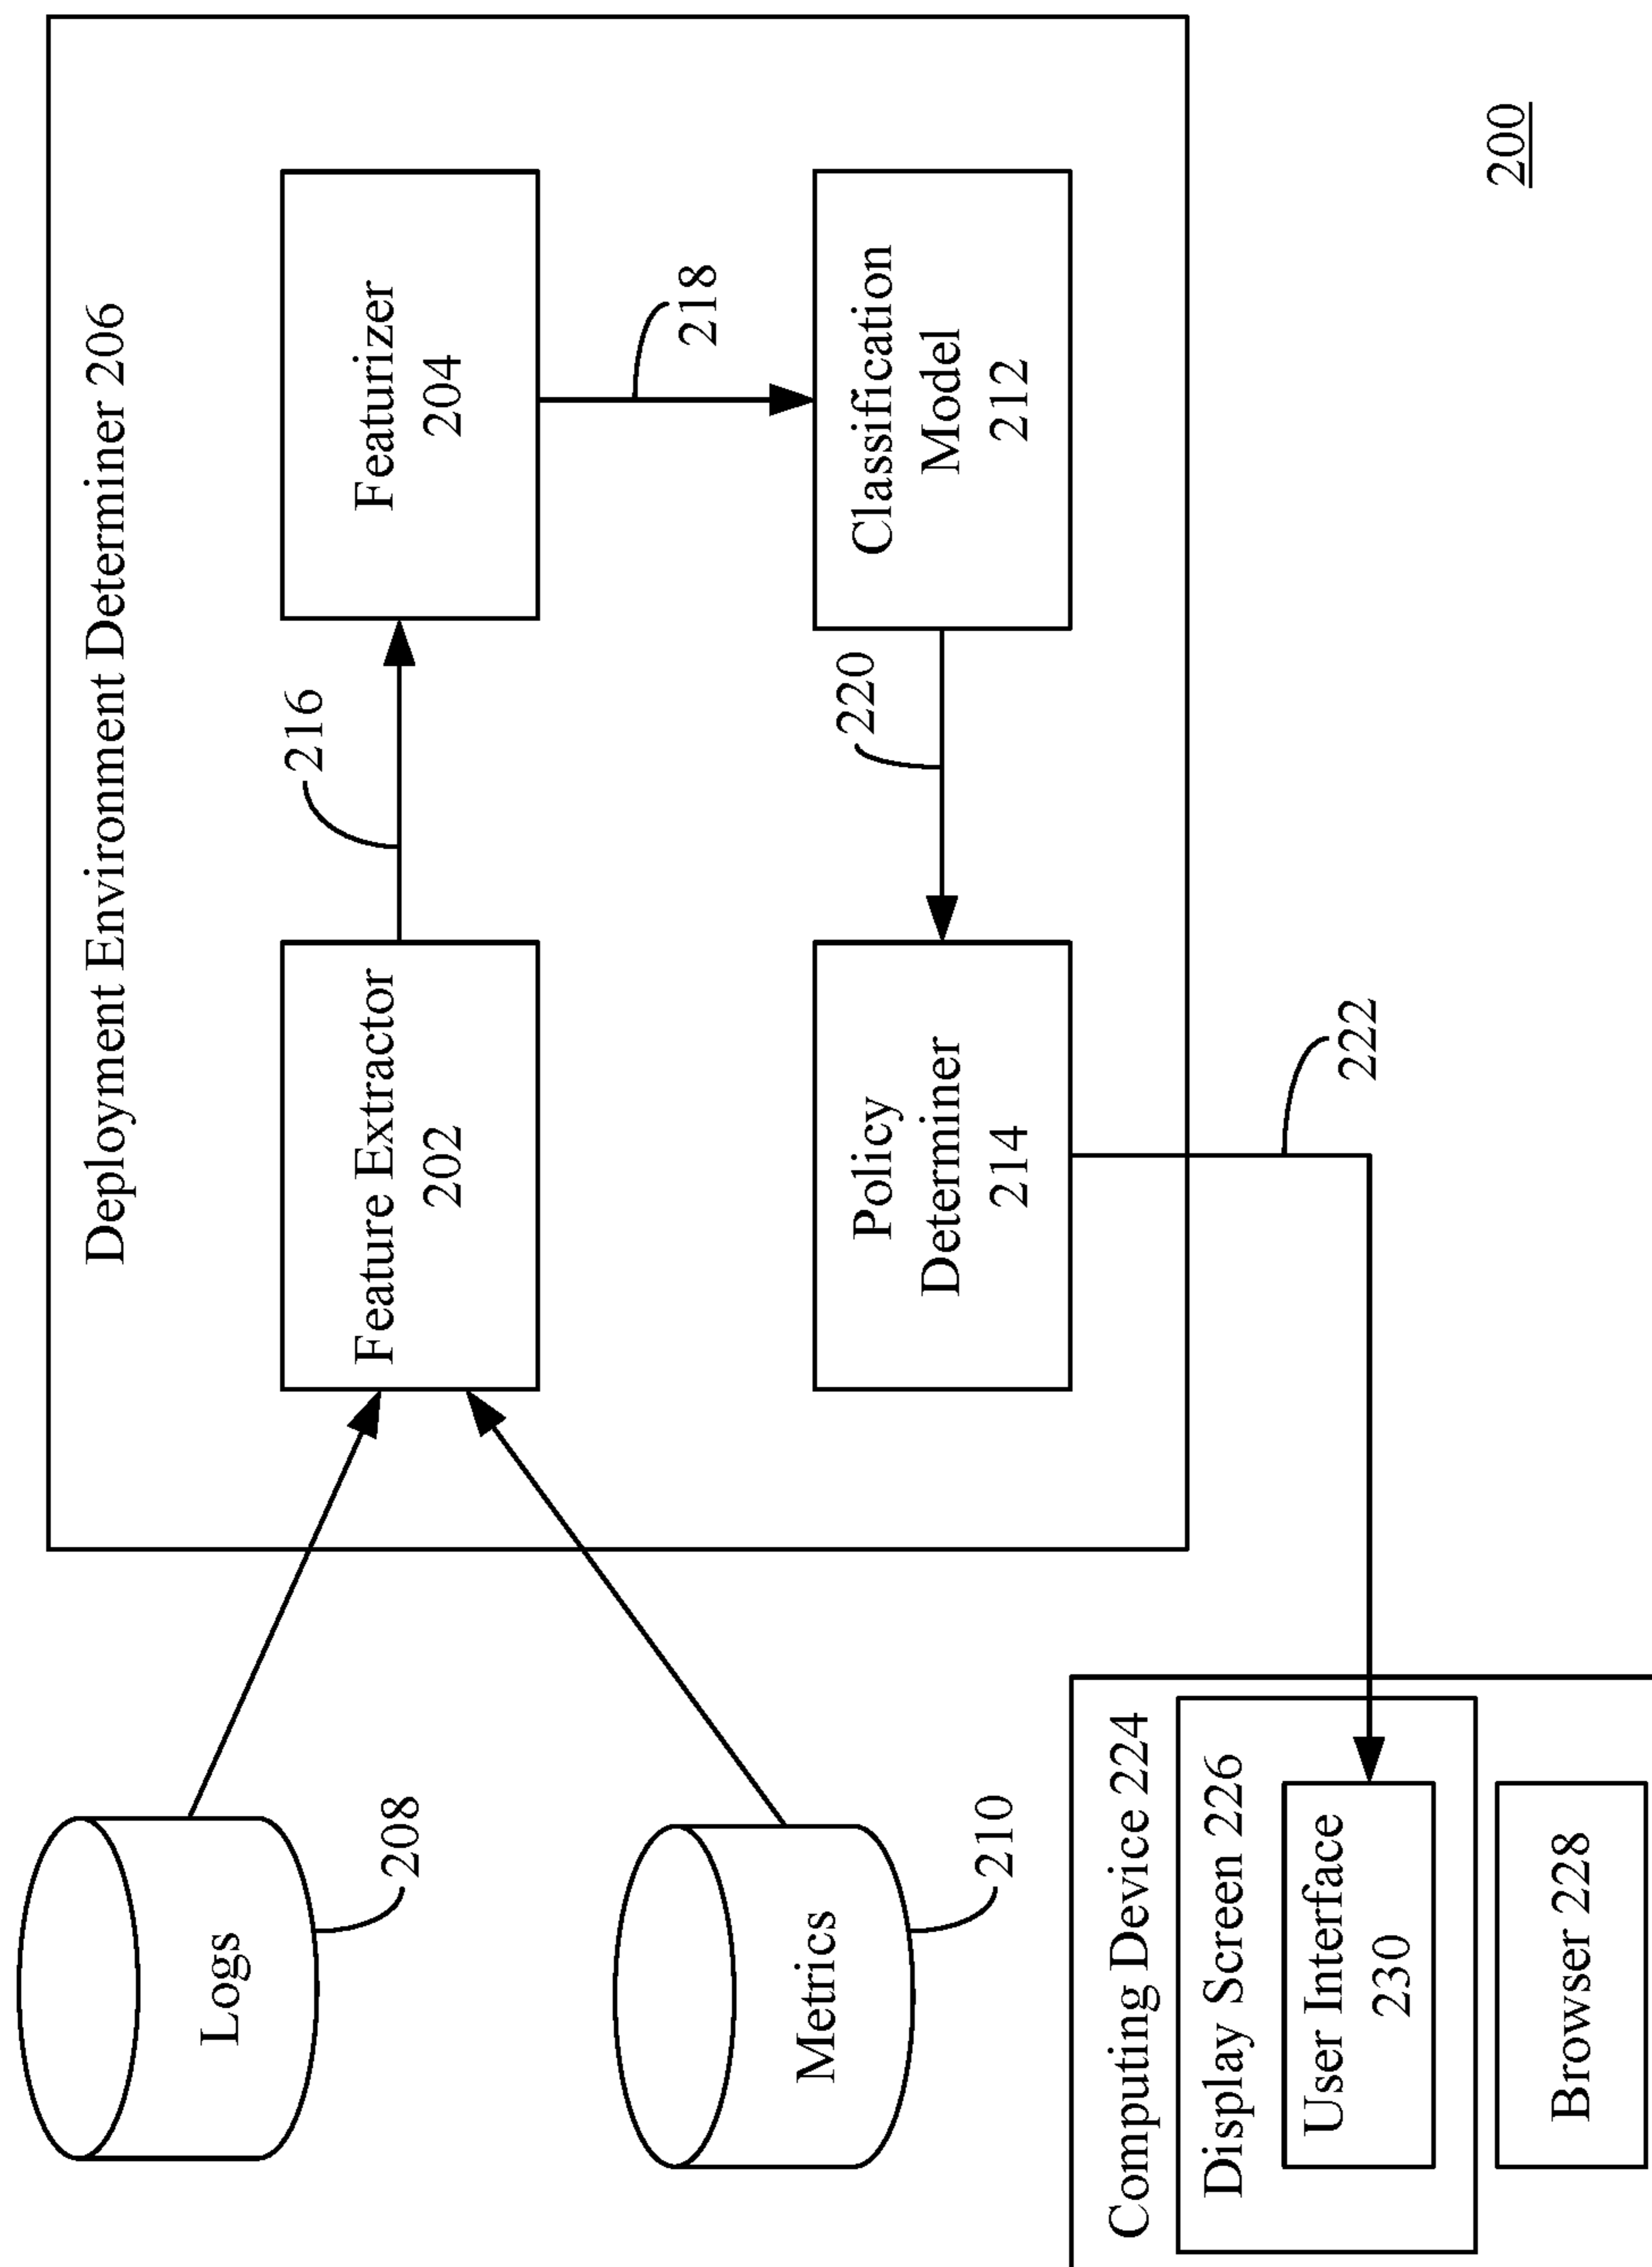 Deployment Environment Determiner 206
Logs
208
Feature Extractor
202
216
Featurizer
204
218
Metrics
210
Policy
Determiner
214
220
Classification
Model
212
222
Computing Device 224
Display Screen 226
User Interface
230
Browser 228
200